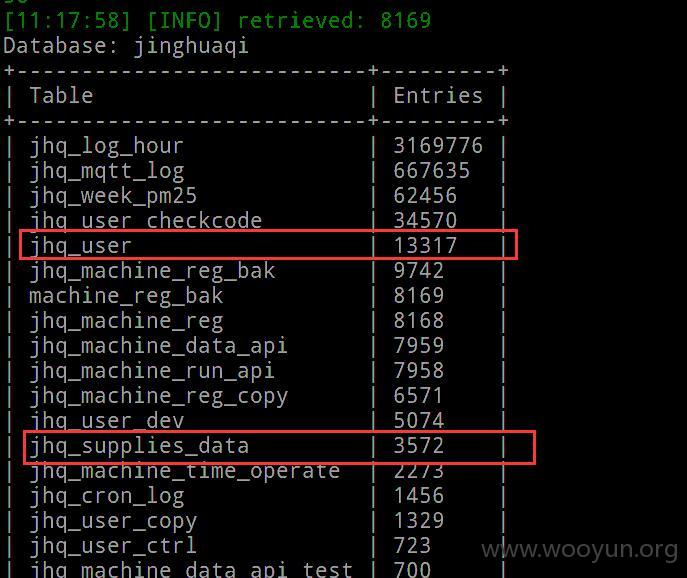 [11:17:58] [INFO] retrieved: 8169
Database: jinghuaqi
+----------------------------+---------+
| Table | Entries |
+----------------------------+---------+
| jhq_log_hour | 3169776 |
| jhq_mqtt_log | 667635 |
| jhq_week_pm25 | 62456 |
| jhq_user_checkcode | 34570 |
| jhq_user | 13317 |
| jhq_machine_reg_bak | 9742 |
| machine_reg_bak | 8169 |
| jhq_machine_reg | 8168 |
| jhq_machine_data_api | 7959 |
| jhq_machine_run_api | 7958 |
| jhq_machine_reg_copy | 6571 |
| jhq_user_dev | 5074 |
| jhq_supplies_data | 3572 |
| jhq_machine_time_operate | 2273 |
| jhq_cron_log | 1456 |
| jhq_user_copy | 1329 |
| jhq_user_ctrl | 723 |
| jhq_machine_data_api_test | 700 |
www.wooyun.org